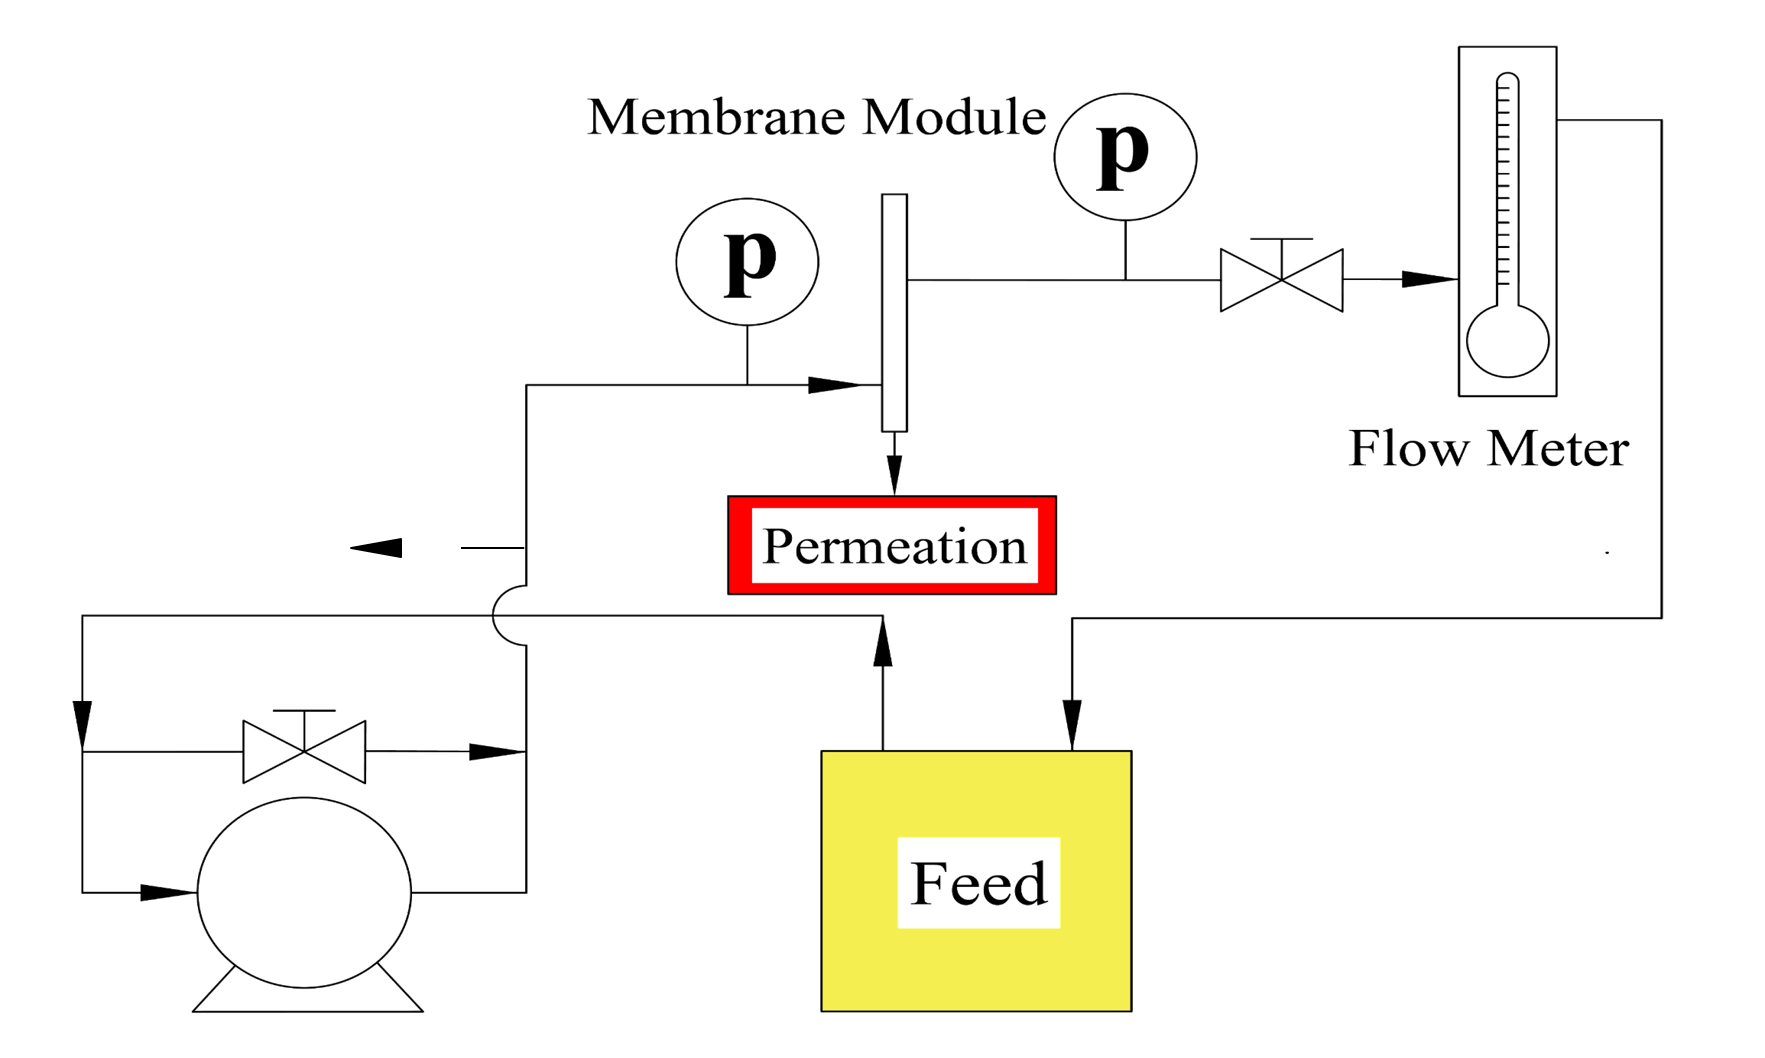 Membrane Module
p
p
Flow Meter
Permeation
Feed